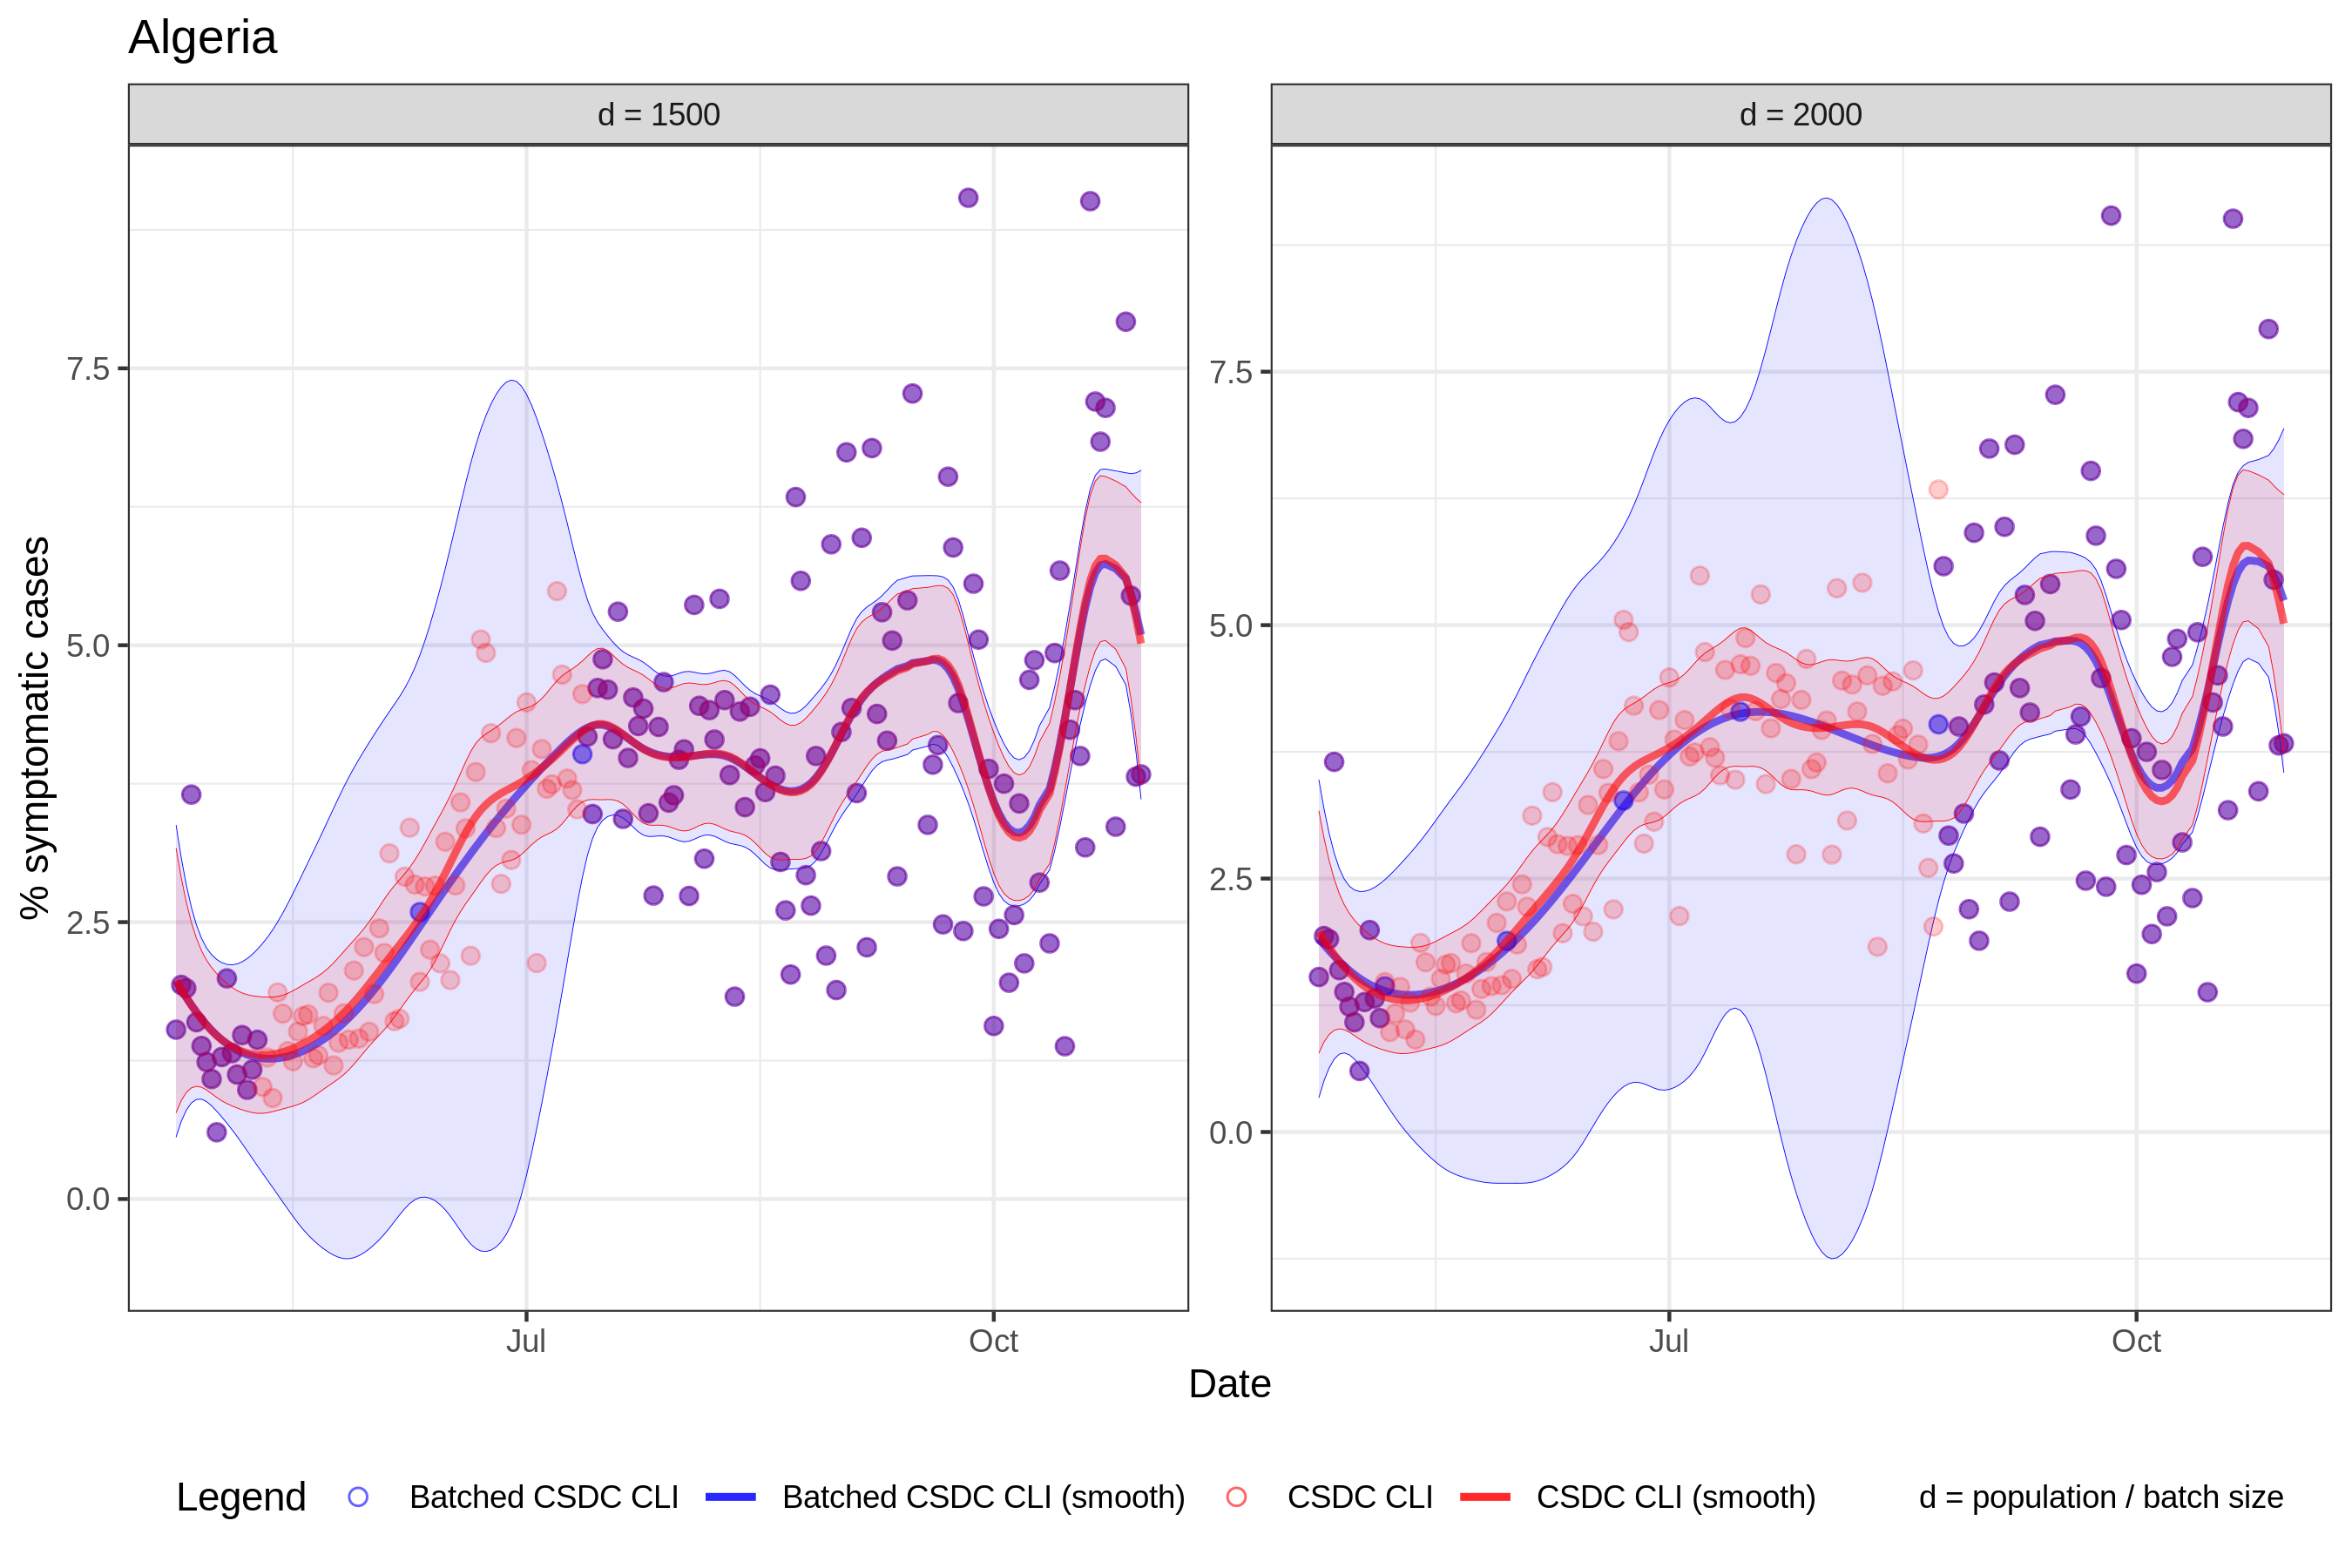 Algeria
d = 1500
d = 2000
% symptomatic cases
7.5
5.0
2.5
0.0
7.5
5.0
2.5
0.0
Jul
Oct
Jul
Oct
Date
Legend
Batched CSDC CLI
Batched CSDC CLI (smooth)
CSDC CLI
CSDC CLI (smooth)
d = population / batch size